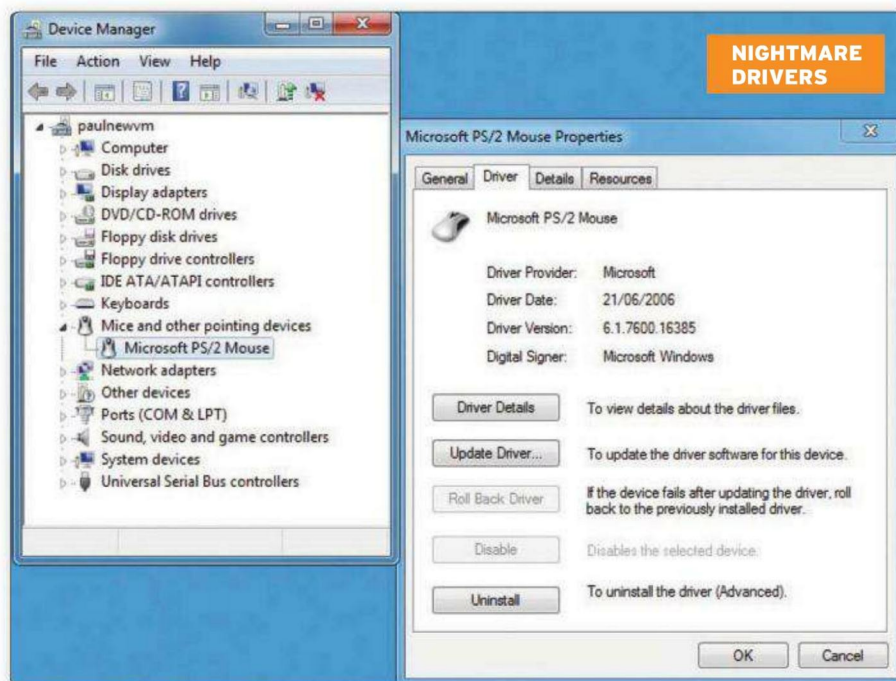 NIGHTMARE
DRIVERS
Device Manager
File Action View Help
paulnewvm
Computer
Disk drives
Display adapters
DVD/CD-ROM drives
Floppy disk drives
Floppy drive controllers
IDE ATA/ATAPI controllers
Keyboards
Mice and other pointing devices
Microsoft PS/2 Mouse
Network adapters
Other devices
Ports (COM & LPT)
Sound, video and game controllers
System devices
Universal Serial Bus controllers
Microsoft PS/2 Mouse Properties
General Driver Details Resources
Microsoft PS/2 Mouse
Driver Provider: Microsoft
Driver Date: 21/06/2006
Driver Version: 6.1.7600.16385
Digital Signer: Microsoft Windows
Driver Details To view details about the driver files.
Update Driver... To update the driver software for this device.
Roll Back Driver If the device fails after updating the driver, roll
back to the previously installed driver.
Disable Disables the selected device.
Uninstall To uninstall the driver (Advanced).
OK Cancel